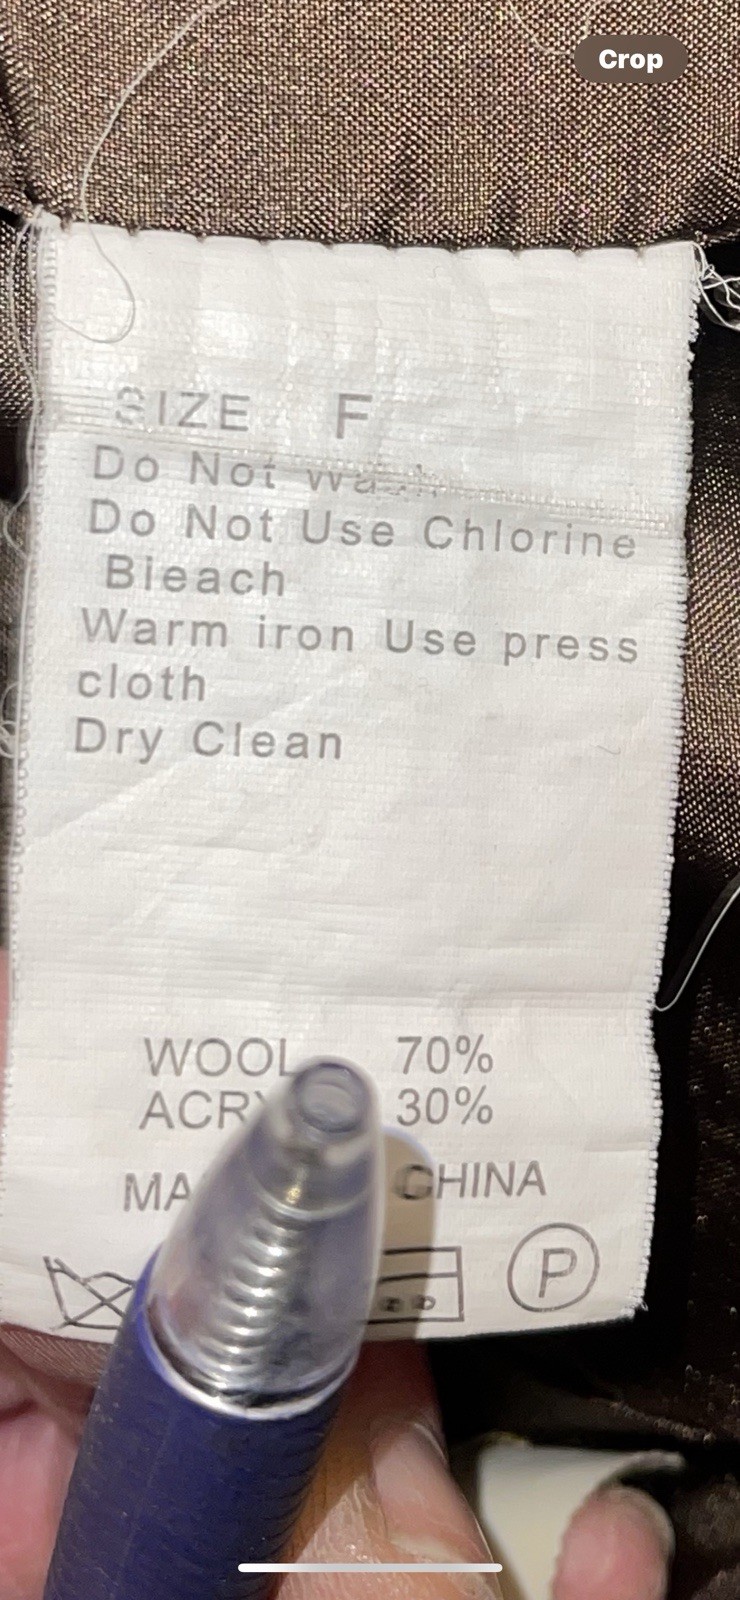 Crop
SIZE F
Do Not
Do Not Use Chlorine
Bleach
Warm iron Use press
cloth
Dry Clean
WOOL 70%
30%
CHINA
P